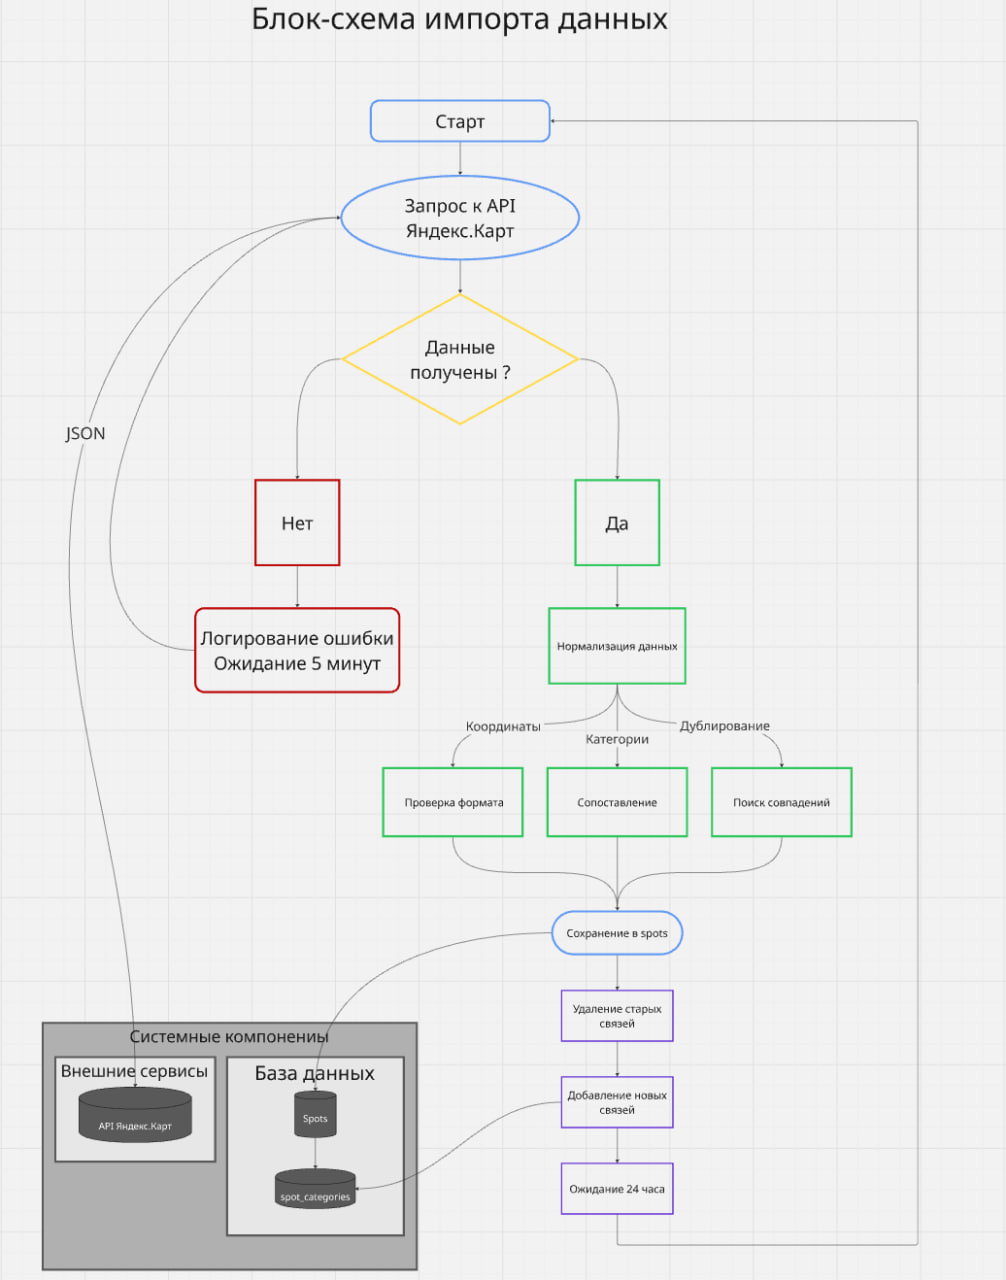 Блок-схема импорта данных
Старт
Запрос к API
Яндекс.Карт
Данные
получены ?
JSON
Нет
Да
Логирование ошибки
Ожидание 5 минут
Нормализация данных
Координаты
Категории
Дублирование
Проверка формата
Сопоставление
Поиск совпадений
Сохранение в spots
Удаление старых
связей
Добавление новых
связей
Ожидание 24 часа
Системные компонениы
Внешние сервисы
API Яндекс.Карт
База данных
Spots
spot_categories